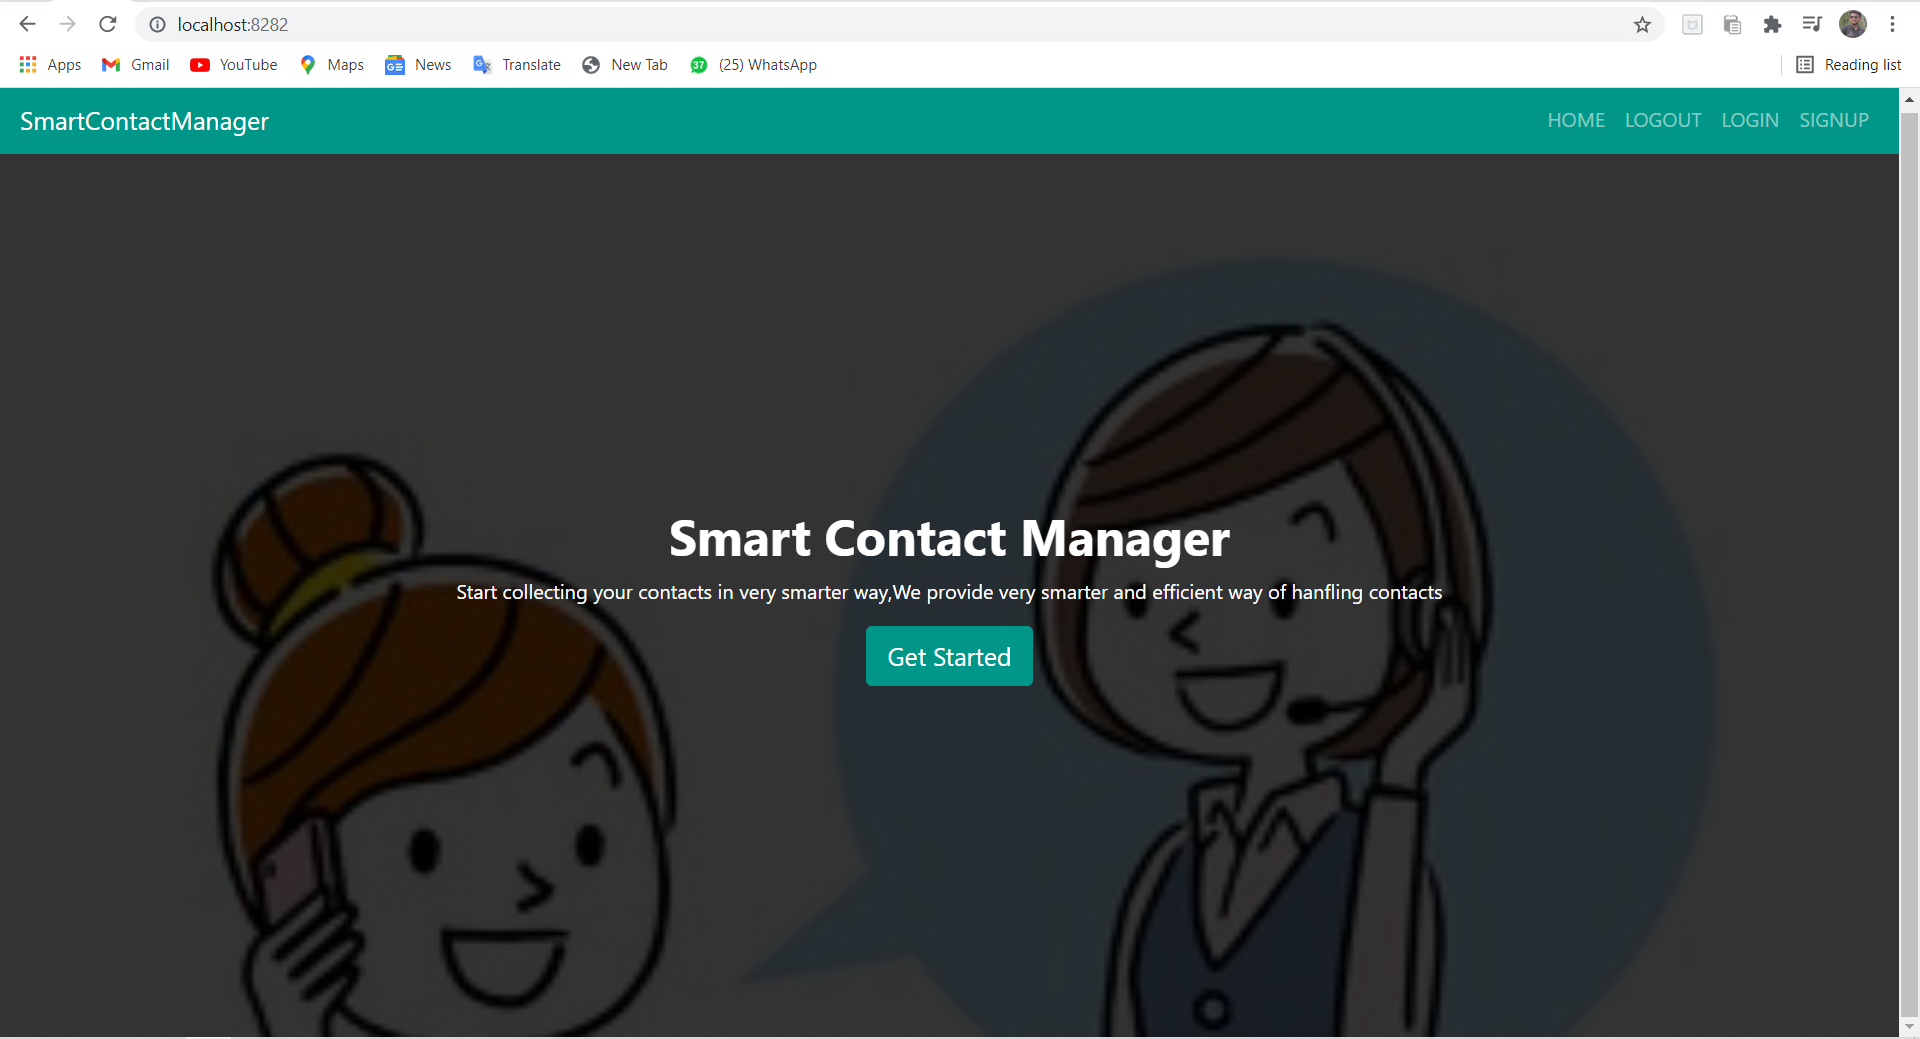 localhost:8282
Apps Gmail YouTube Maps News Translate New Tab 37 (25) WhatsApp Reading list
SmartContactManager HOME LOGOUT LOGIN SIGNUP
Smart Contact Manager
Start collecting your contacts in very smarter way,We provide very smarter and efficient way of hanfling contacts
Get Started